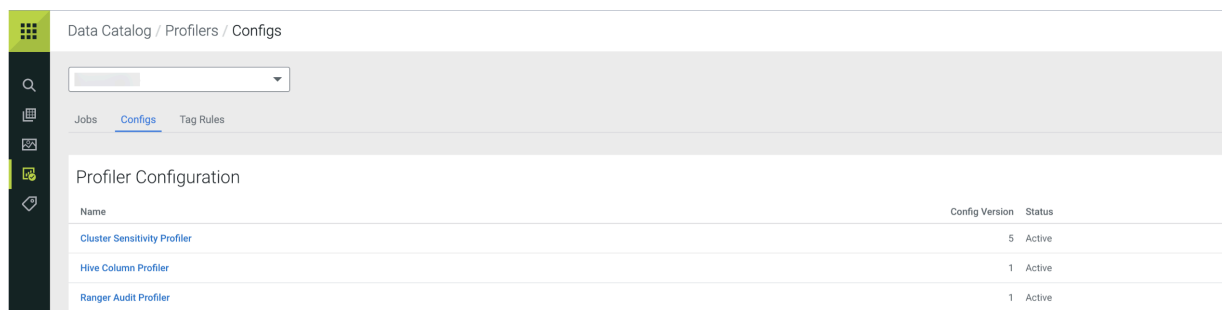 Data Catalog / Profilers / Configs
Jobs Configs Tag Rules
Profiler Configuration
Name Config Version Status
Cluster Sensitivity Profiler 5 Active
Hive Column Profiler 1 Active
Ranger Audit Profiler 1 Active